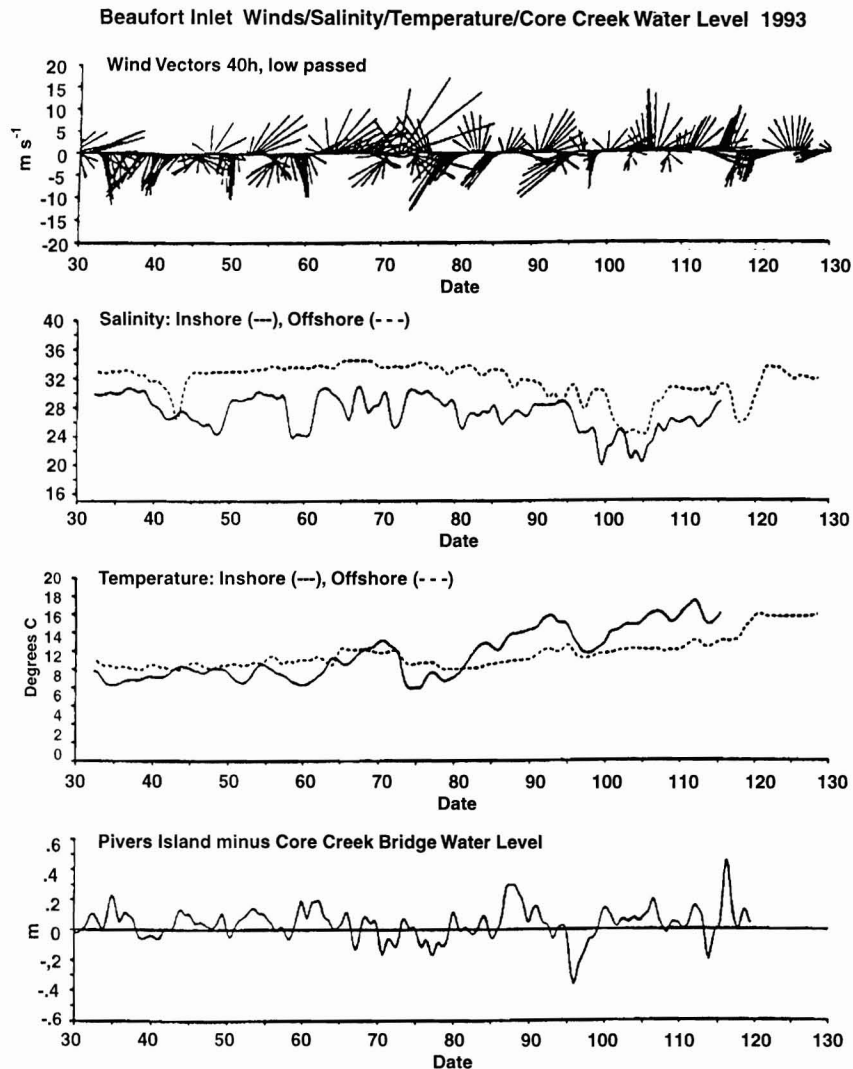 Beaufort Inlet Winds/Salinity/Temperature/Core Creek Water Level 1993
Wind Vectors 40h, low passed
20
15
10
5
0
-5
-10
-15
-20
m s-1
30 40 50 60 70 80 90 100 110 120 130
Date
Salinity: Inshore (—), Offshore (- - -)
40
36
32
28
24
20
16
30 40 50 60 70 80 90 100 110 120 130
Date
Temperature: Inshore (—), Offshore (- - -)
20
18
16
14
12
10
8
6
4
2
0
Degrees C
30 40 50 60 70 80 90 100 110 120 130
Date
Pivers Island minus Core Creek Bridge Water Level
.6
.4
.2
0
-,2
-.4
-.6
m
30 40 50 60 70 80 90 100 110 120 130
Date